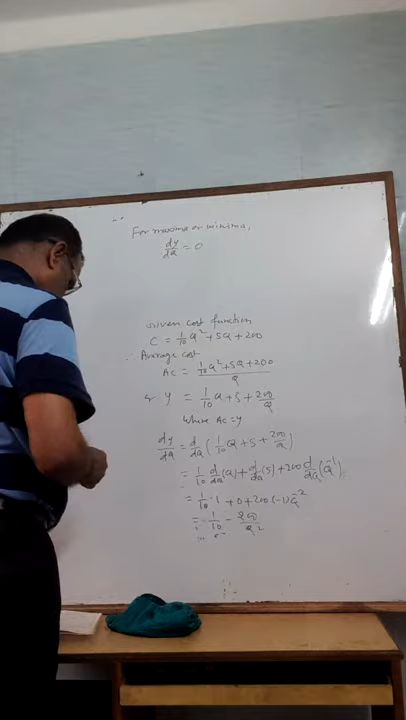 For maxima or minima,
dy/dQ = 0
Given cost function
C = 1/10 Q² + 5Q + 200
∴ Average cost
AC = (1/10 Q² + 5Q + 200)/Q
or y = 1/10 Q + 5 + 200/Q
Where AC = y
dy/dQ = d/dQ (1/10 Q + 5 + 200/Q)
= 1/10 d/dQ (Q) + d/dQ (5) + 200 d/dQ (Q⁻¹)
= 1/10 · 1 + 0 + 200 (-1) Q⁻²
= 1/10 - 200/Q²